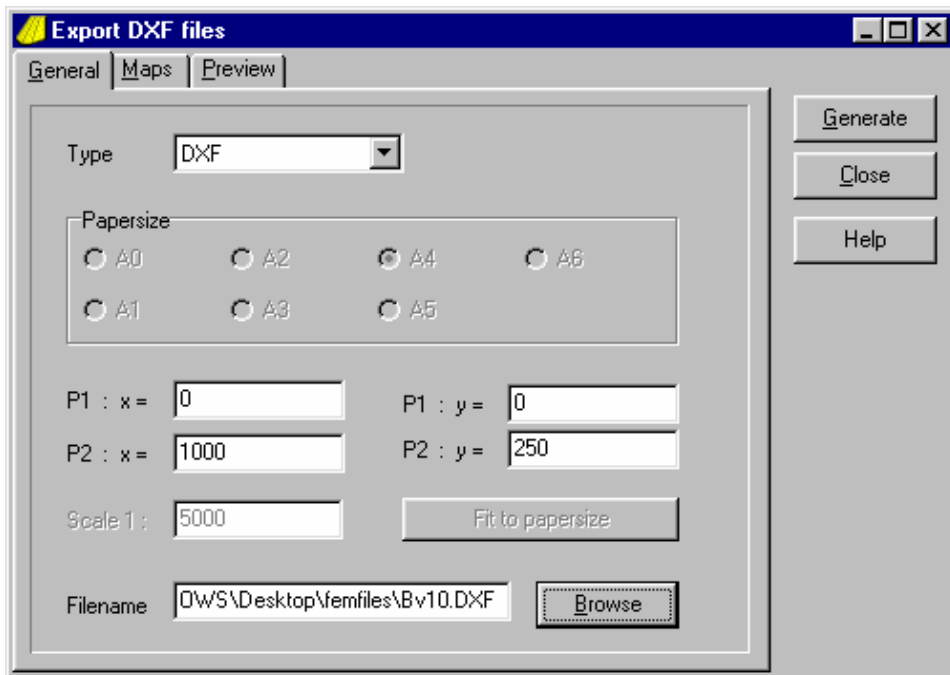 Export DXF files
General Maps Preview
Generate
Close
Help
Type DXF
Papersize
A0 A2 A4 A6
A1 A3 A5
P1 : x = 0 P1 : y = 0
P2 : x = 1000 P2 : y = 250
Scale 1 : 5000 Fit to papersize
Filename OWS\Desktop\femfiles\Bv10.DXF Browse